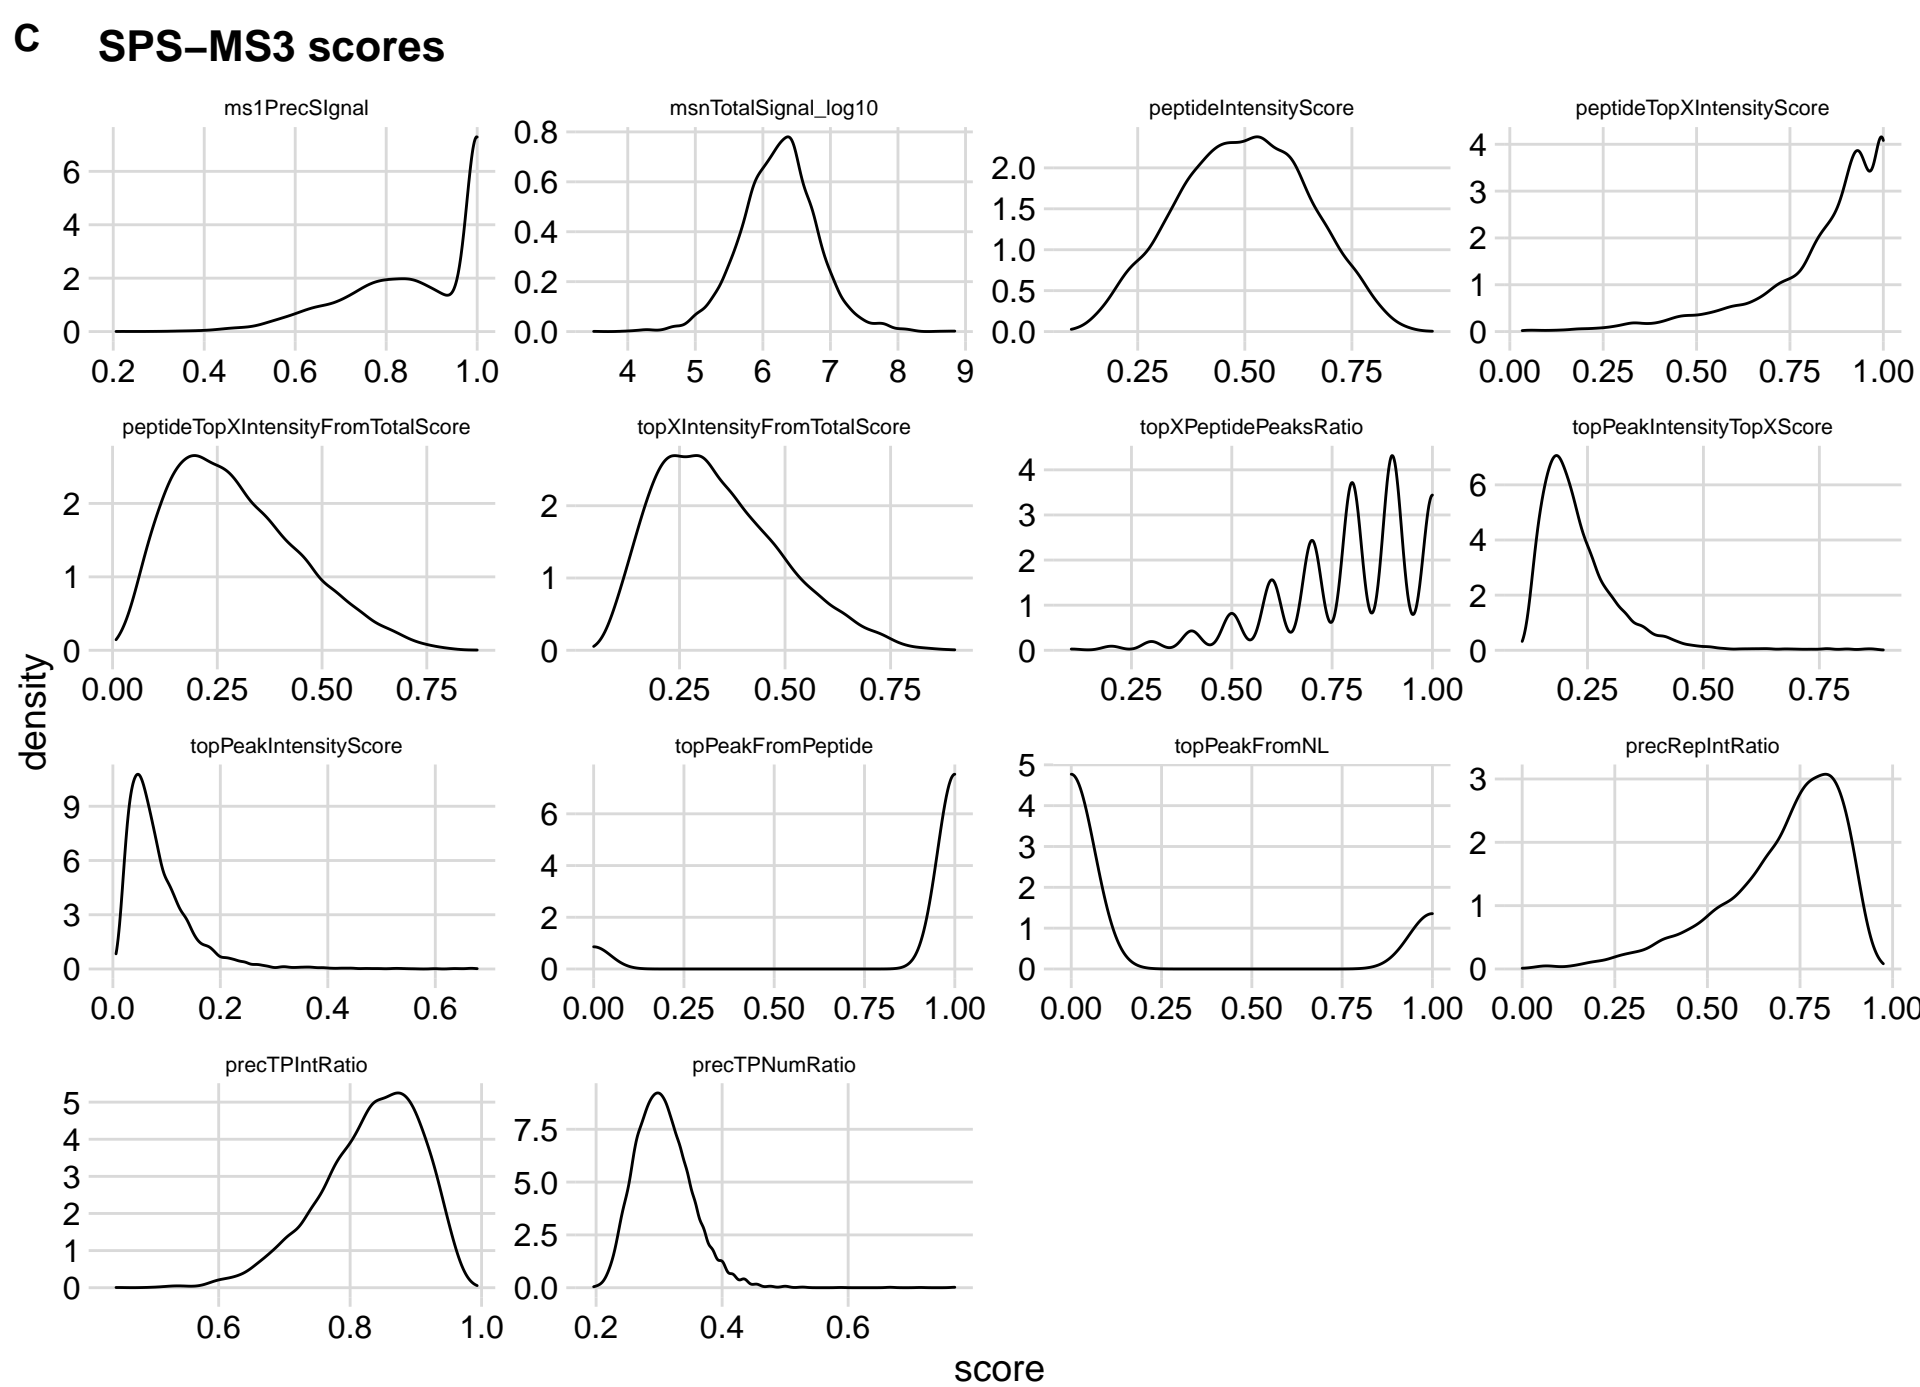 C SPS–MS3 scores
ms1PrecSIgnal msnTotalSignal_log10 peptideIntensityScore peptideTopXIntensityScore
6 4 2 0 0.8 0.6 0.4 0.2 0.0 2.0 1.5 1.0 0.5 0.0 4 3 2 1 0
0.2 0.4 0.6 0.8 1.0 4 5 6 7 8 9 0.25 0.50 0.75 0.00 0.25 0.50 0.75 1.00
peptideTopXIntensityFromTotalScore topXIntensityFromTotalScore topXPeptidePeaksRatio topPeakIntensityTopXScore
2 1 0 2 1 0 4 3 2 1 0 6 4 2 0
0.00 0.25 0.50 0.75 0.25 0.50 0.75 0.25 0.50 0.75 1.00 0.25 0.50 0.75
density
topPeakIntensityScore topPeakFromPeptide topPeakFromNL precRepIntRatio
9 6 3 0 6 4 2 0 5 4 3 2 1 0 3 2 1 0
0.0 0.2 0.4 0.6 0.00 0.25 0.50 0.75 1.00 0.00 0.25 0.50 0.75 1.00 0.00 0.25 0.50 0.75 1.00
precTPIntRatio precTPNumRatio
5 4 3 2 1 0 7.5 5.0 2.5 0.0
0.6 0.8 1.0 0.2 0.4 0.6
score